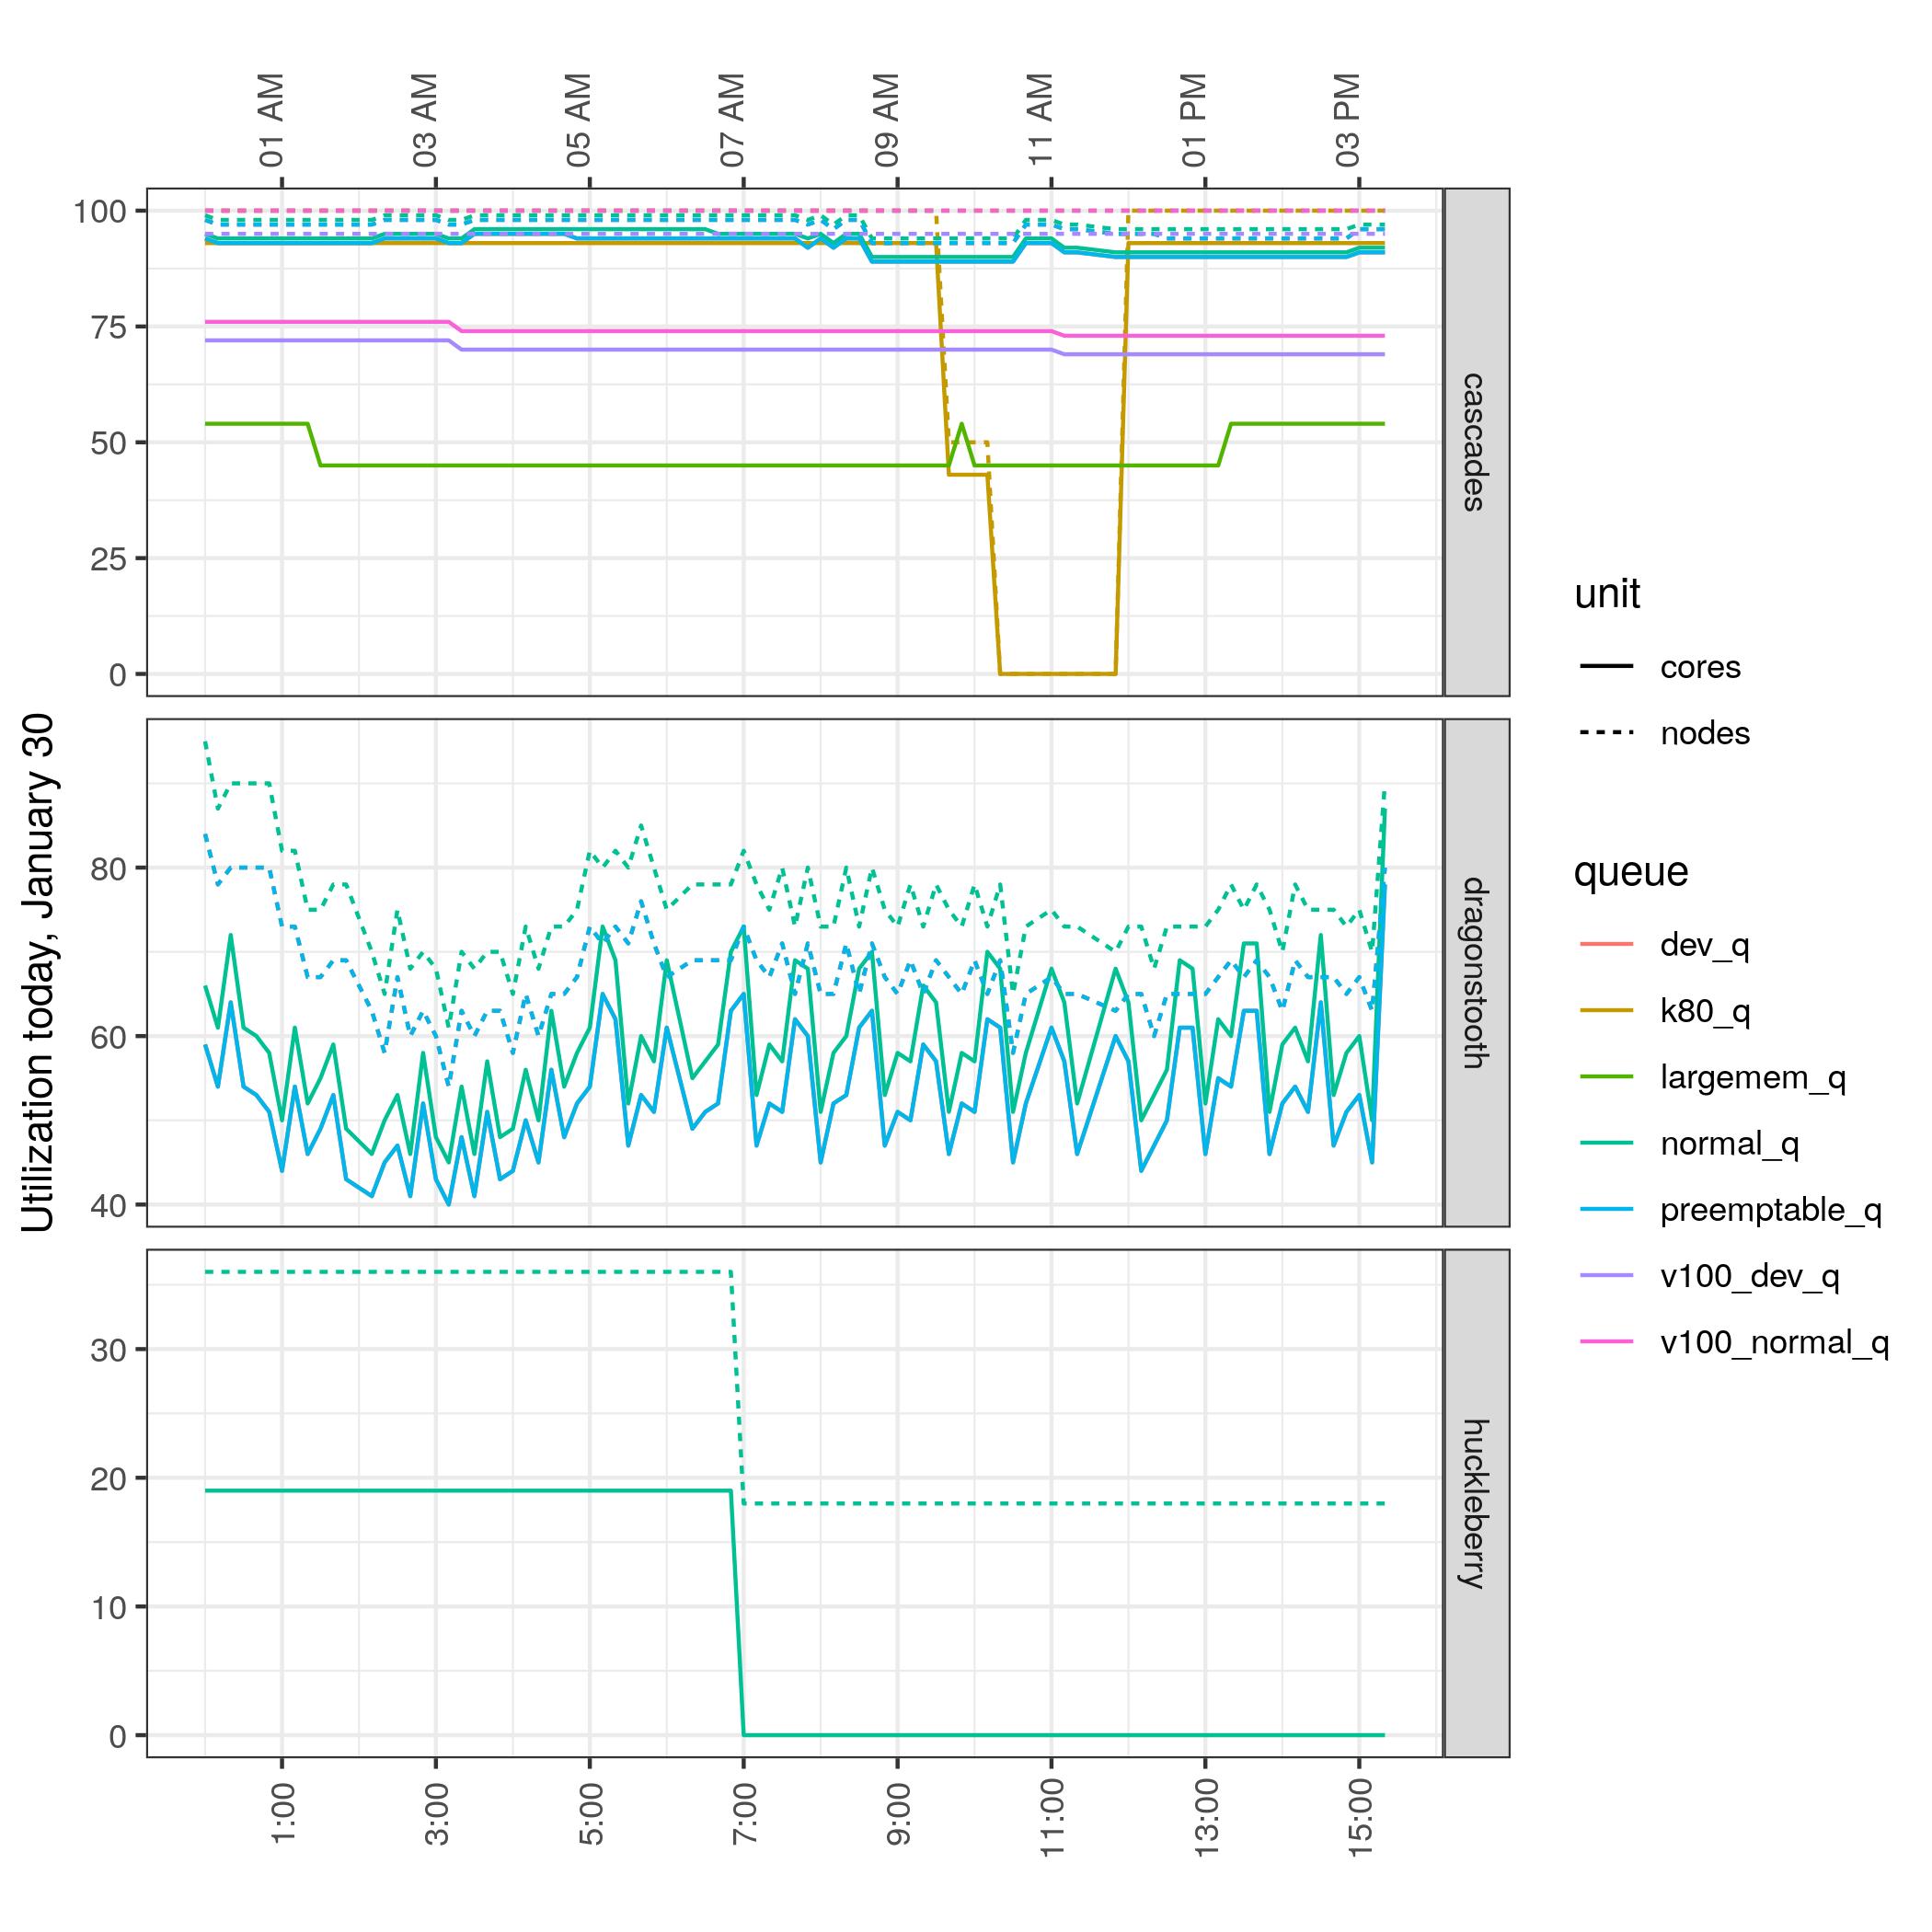 01 AM
03 AM
05 AM
07 AM
09 AM
11 AM
01 PM
03 PM
Utilization today, January 30
100
75
50
25
0
cascades
80
60
40
dragonstooth
30
20
10
0
huckleberry
1:00
3:00
5:00
7:00
9:00
11:00
13:00
15:00
unit
cores
nodes
queue
dev_q
k80_q
largemem_q
normal_q
preemptable_q
v100_dev_q
v100_normal_q